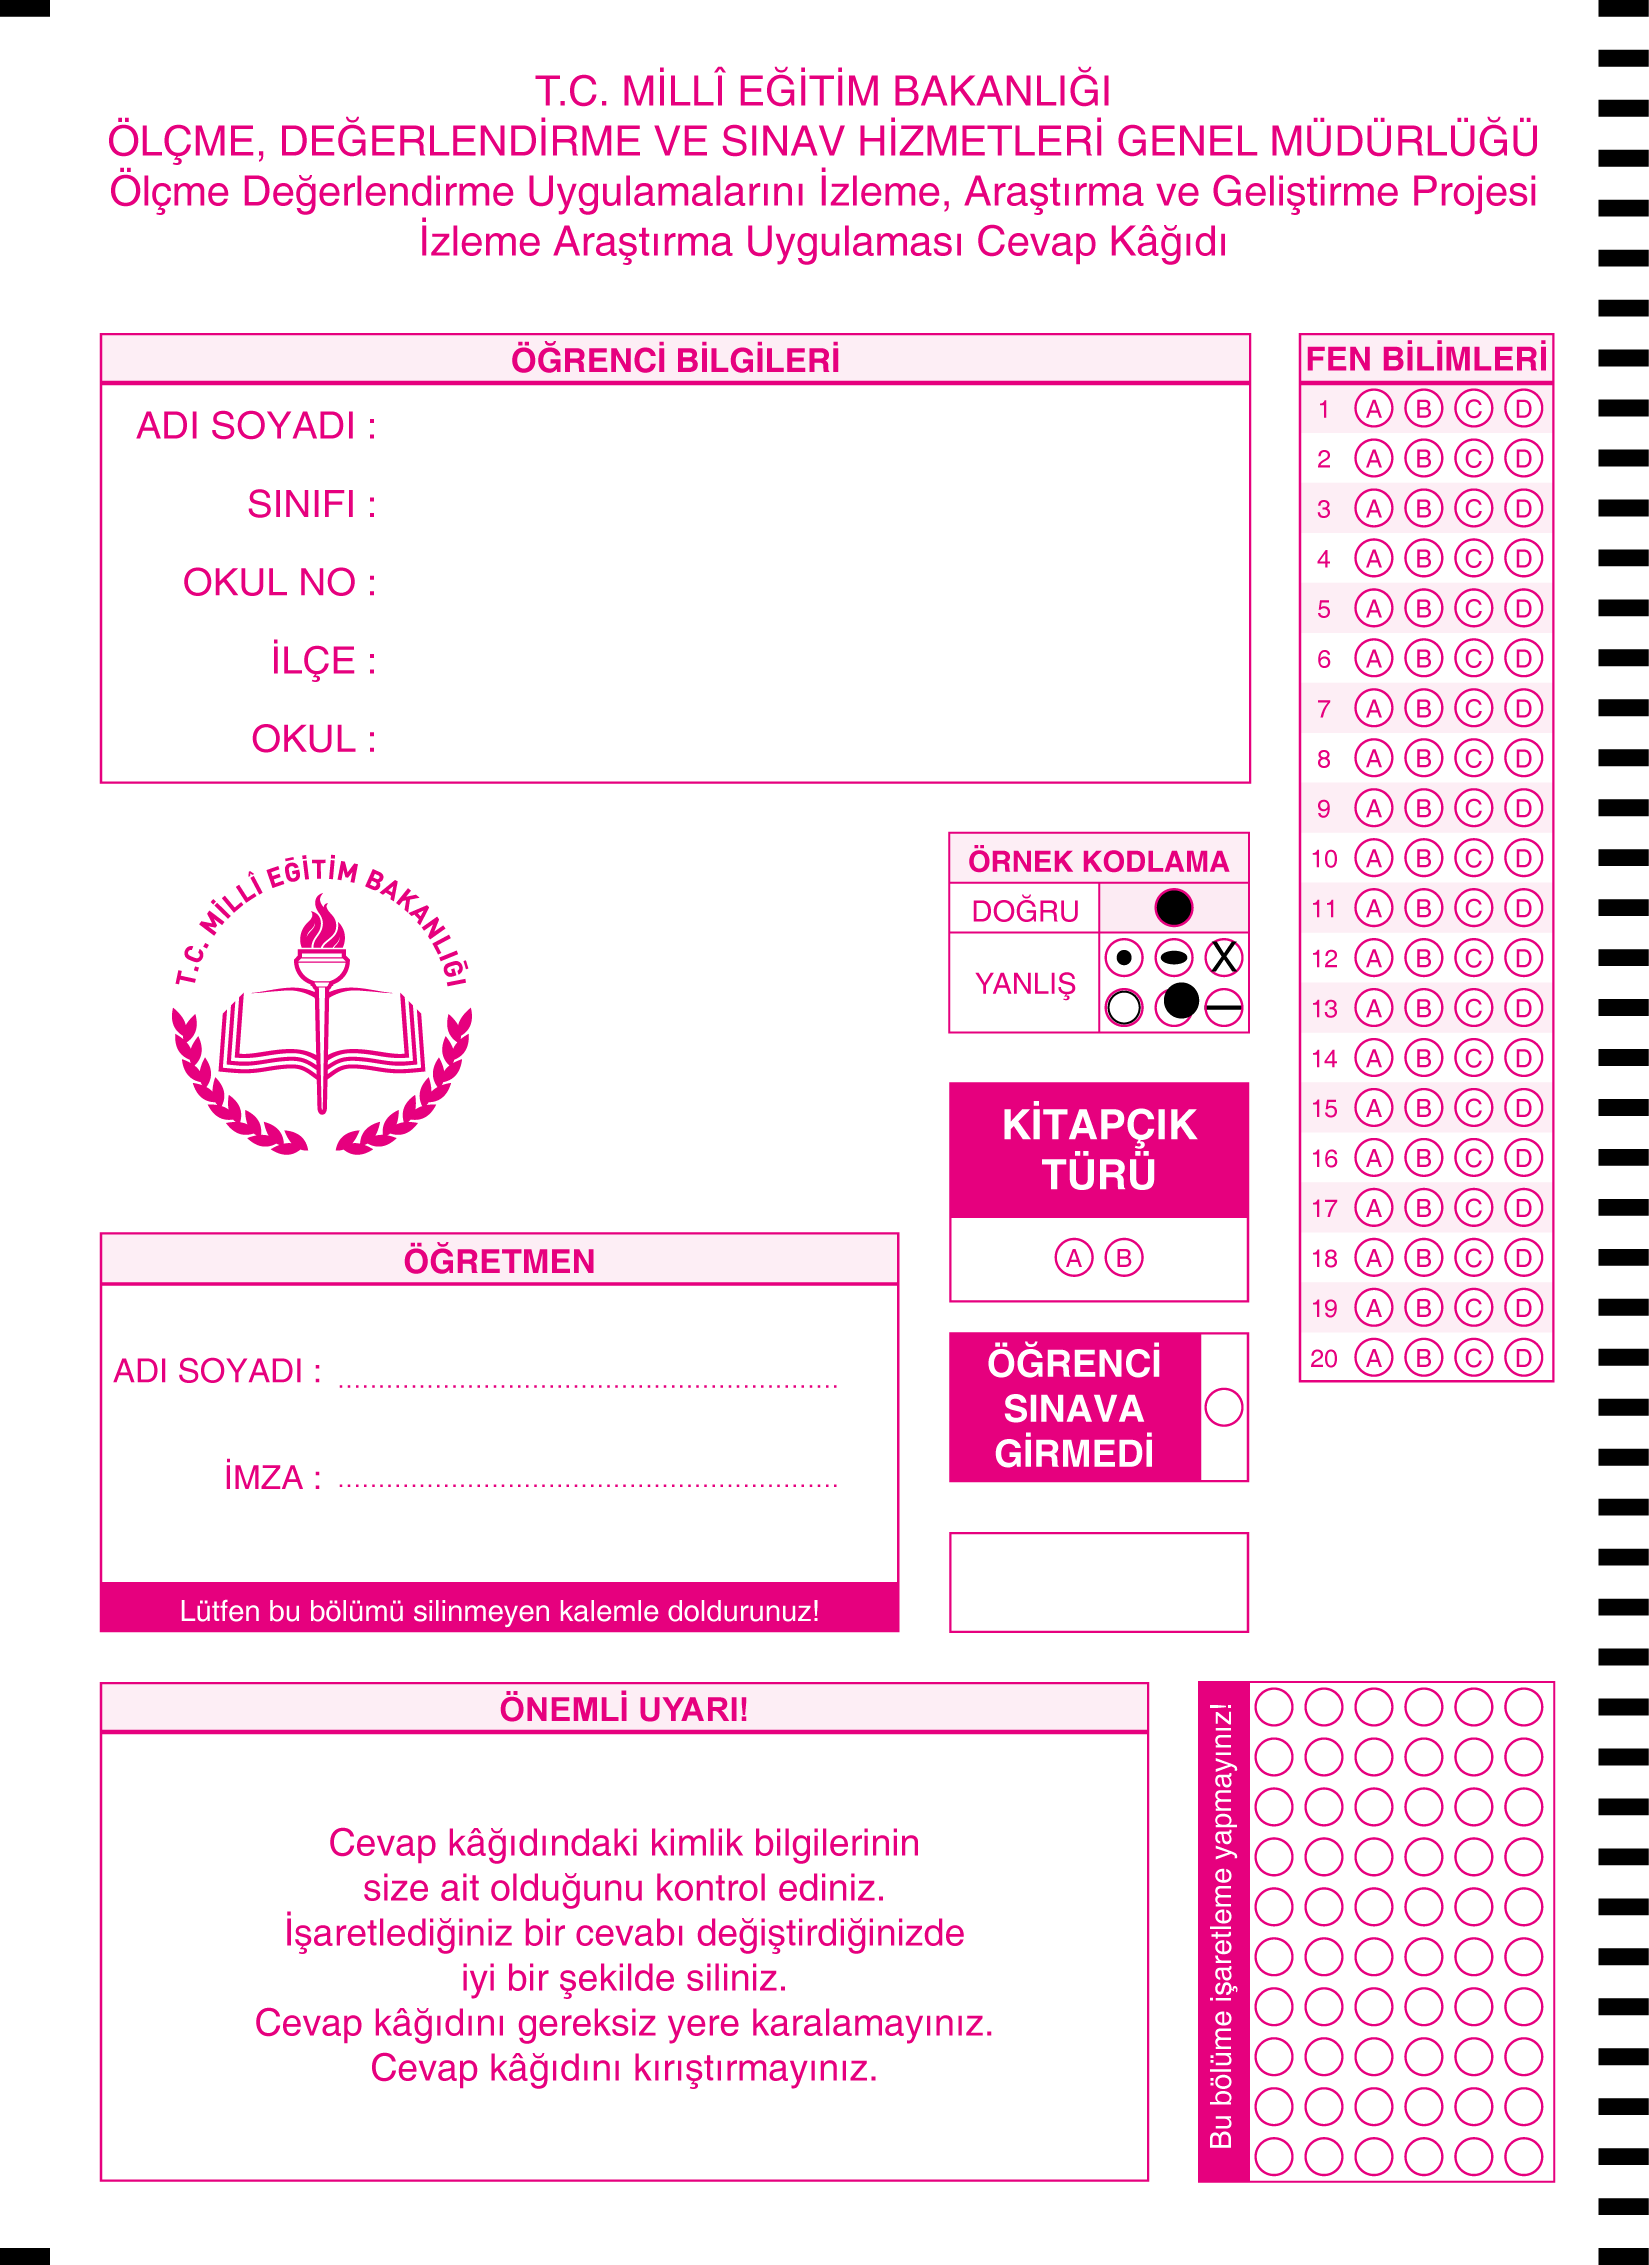 T.C. MİLLÎ EĞİTİM BAKANLIĞI
ÖLÇME, DEĞERLENDİRME VE SINAV HİZMETLERİ GENEL MÜDÜRLÜĞÜ
Ölçme Değerlendirme Uygulamalarını İzleme, Araştırma ve Geliştirme Projesi
İzleme Araştırma Uygulaması Cevap Kâğıdı
ÖĞRENCİ BİLGİLERİ
ADI SOYADI :
SINIFI :
OKUL NO :
İLÇE :
OKUL :
FEN BİLİMLERİ
1 A B C D
2 A B C D
3 A B C D
4 A B C D
5 A B C D
6 A B C D
7 A B C D
8 A B C D
9 A B C D
10 A B C D
11 A B C D
12 A B C D
13 A B C D
14 A B C D
15 A B C D
16 A B C D
17 A B C D
18 A B C D
19 A B C D
20 A B C D
T.C. MİLLÎ EĞİTİM BAKANLIĞI
ÖRNEK KODLAMA
DOĞRU
YANLIŞ
KİTAPÇIK
TÜRÜ
A B
ÖĞRETMEN
ADI SOYADI :
İMZA :
Lütfen bu bölümü silinmeyen kalemle doldurunuz!
ÖĞRENCİ
SINAVA
GİRMEDİ
ÖNEMLİ UYARI!
Cevap kâğıdındaki kimlik bilgilerinin
size ait olduğunu kontrol ediniz.
İşaretlediğiniz bir cevabı değiştirdiğinizde
iyi bir şekilde siliniz.
Cevap kâğıdını gereksiz yere karalamayınız.
Cevap kâğıdını kırıştırmayınız.
Bu bölüme işaretleme yapmayınız!